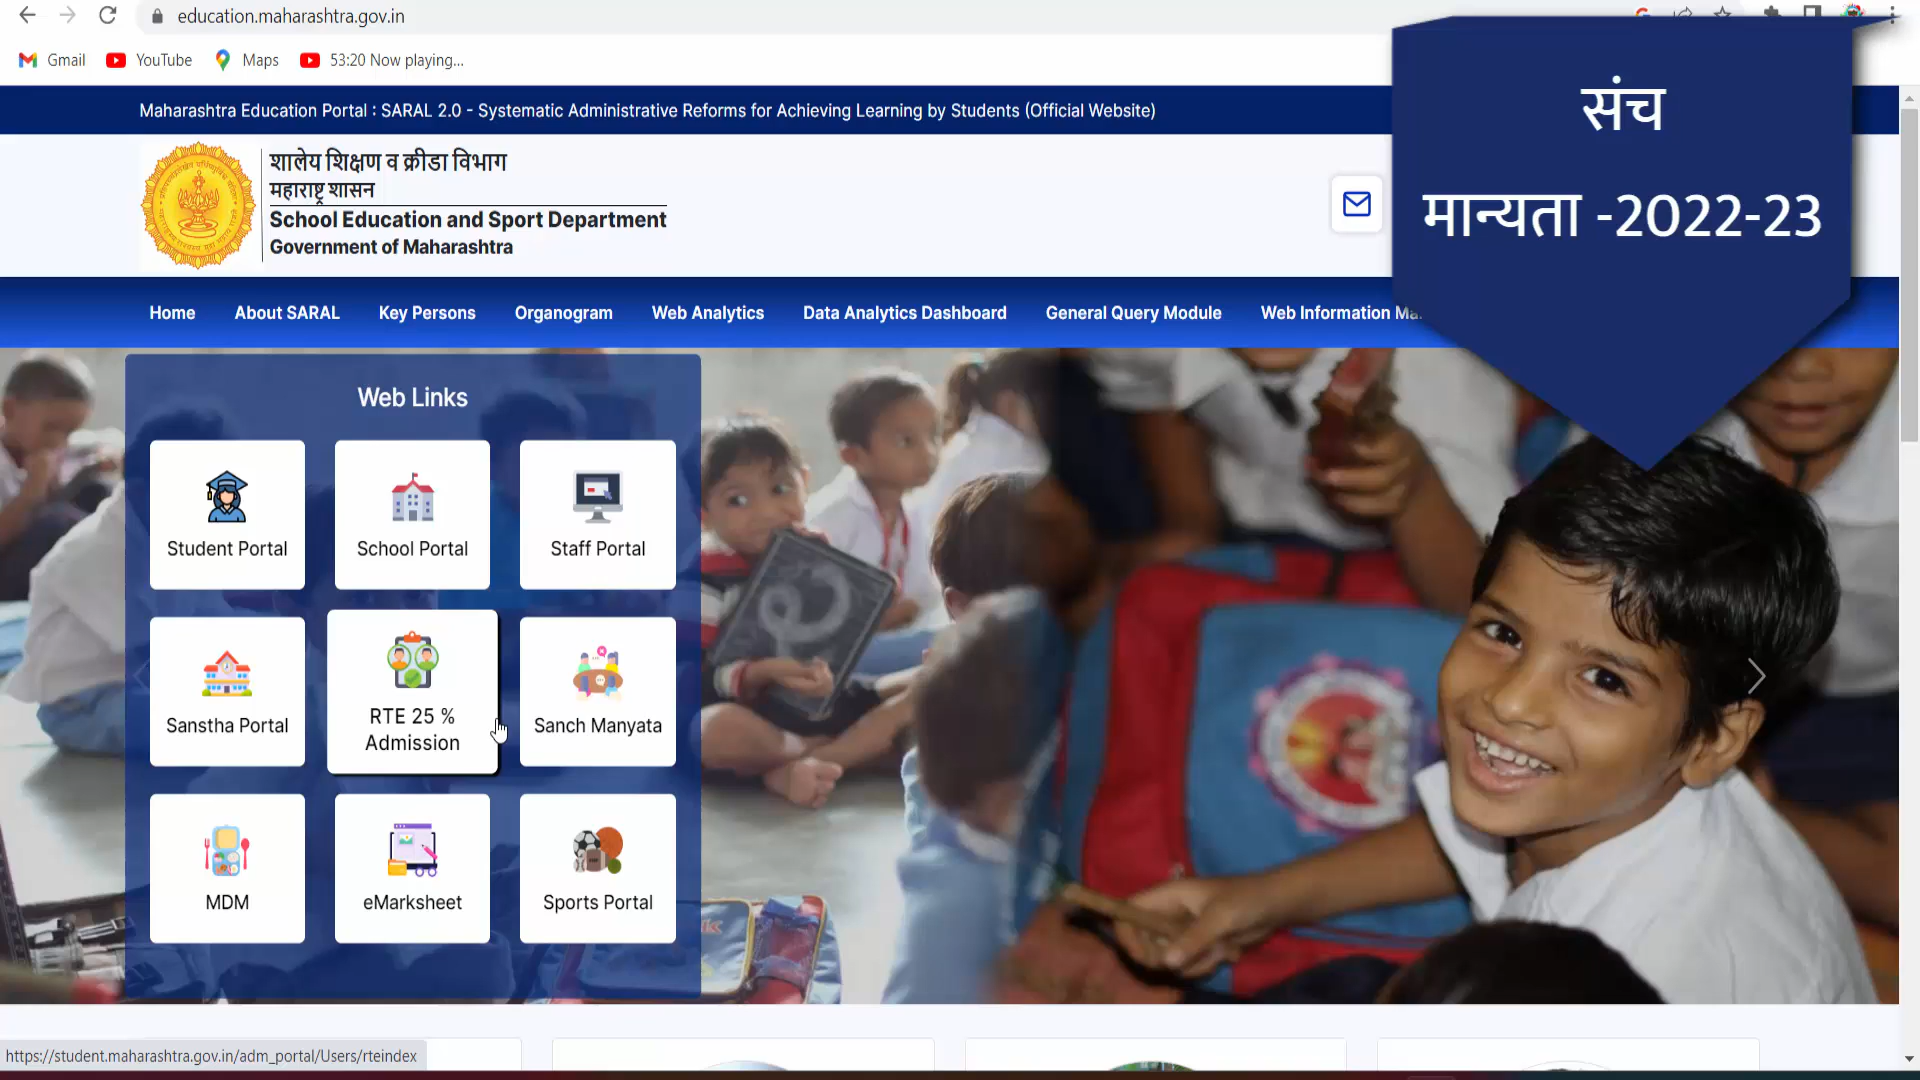 education.maharashtra.gov.in
Gmail YouTube Maps 53:20 Now playing...
Maharashtra Education Portal : SARAL 2.0 - Systematic Administrative Reforms for Achieving Learning by Students (Official Website)
शालेय शिक्षण व क्रीडा विभाग
महाराष्ट्र शासन
School Education and Sport Department
Government of Maharashtra
संच
मान्यता -2022-23
Home About SARAL Key Persons Organogram Web Analytics Data Analytics Dashboard General Query Module Web Information
Web Links
Student Portal School Portal Staff Portal
Sanstha Portal
RTE 25 %
Admission
Sanch Manyata
MDM eMarksheet Sports Portal
https://student.maharashtra.gov.in/adm_portal/Users/rteindex